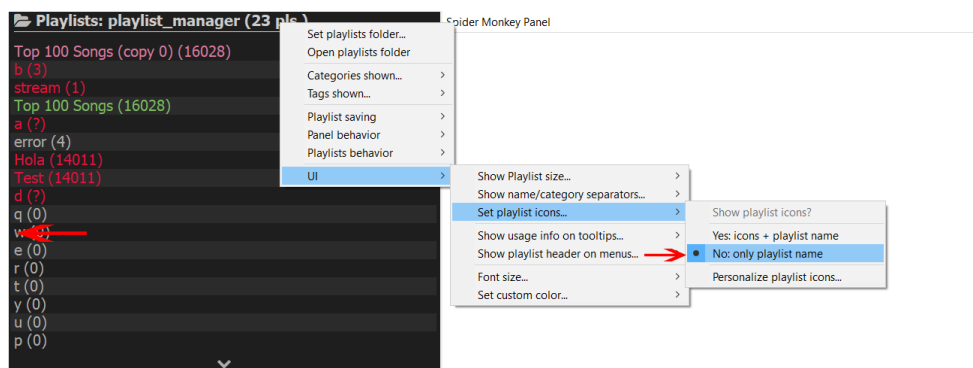 Playlists: playlist_manager (23 pls.)
Top 100 Songs (copy 0) (16028)
b (3)
stream (1)
Top 100 Songs (16028)
a (?)
error (4)
Hola (14011)
Test (14011)
d (?)
q (0)
w (0)
e (0)
r (0)
t (0)
y (0)
u (0)
p (0)
Set playlists folder...
Open playlists folder
Categories shown...
Tags shown...
Playlist saving
Panel behavior
Playlists behavior
UI
Spider Monkey Panel
Show Playlist size...
Show name/category separators...
Set playlist icons...
Show usage info on tooltips...
Show playlist header on menus...
Font size...
Set custom color...
Show playlist icons?
Yes: icons + playlist name
No: only playlist name
Personalize playlist icons...